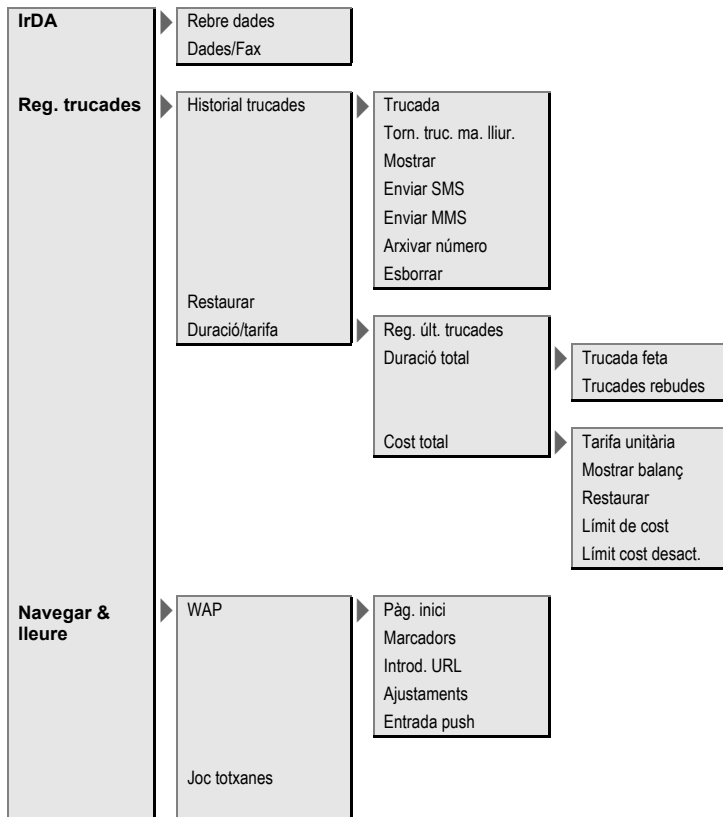 IrDA
Rebre dades
Dades/Fax
Reg. trucades
Historial trucades
Trucada
Torn. truc. ma. lliur.
Mostrar
Enviar SMS
Enviar MMS
Arxivar número
Esborrar
Restaurar
Duració/tarifa
Reg. últ. trucades
Duració total
Trucada feta
Trucades rebudes
Cost total
Tarifa unitària
Mostrar balanç
Restaurar
Límit de cost
Límit cost desact.
Navegar &
lleure
WAP
Pàg. inici
Marcadors
Introd. URL
Ajustaments
Entrada push
Joc totxanes